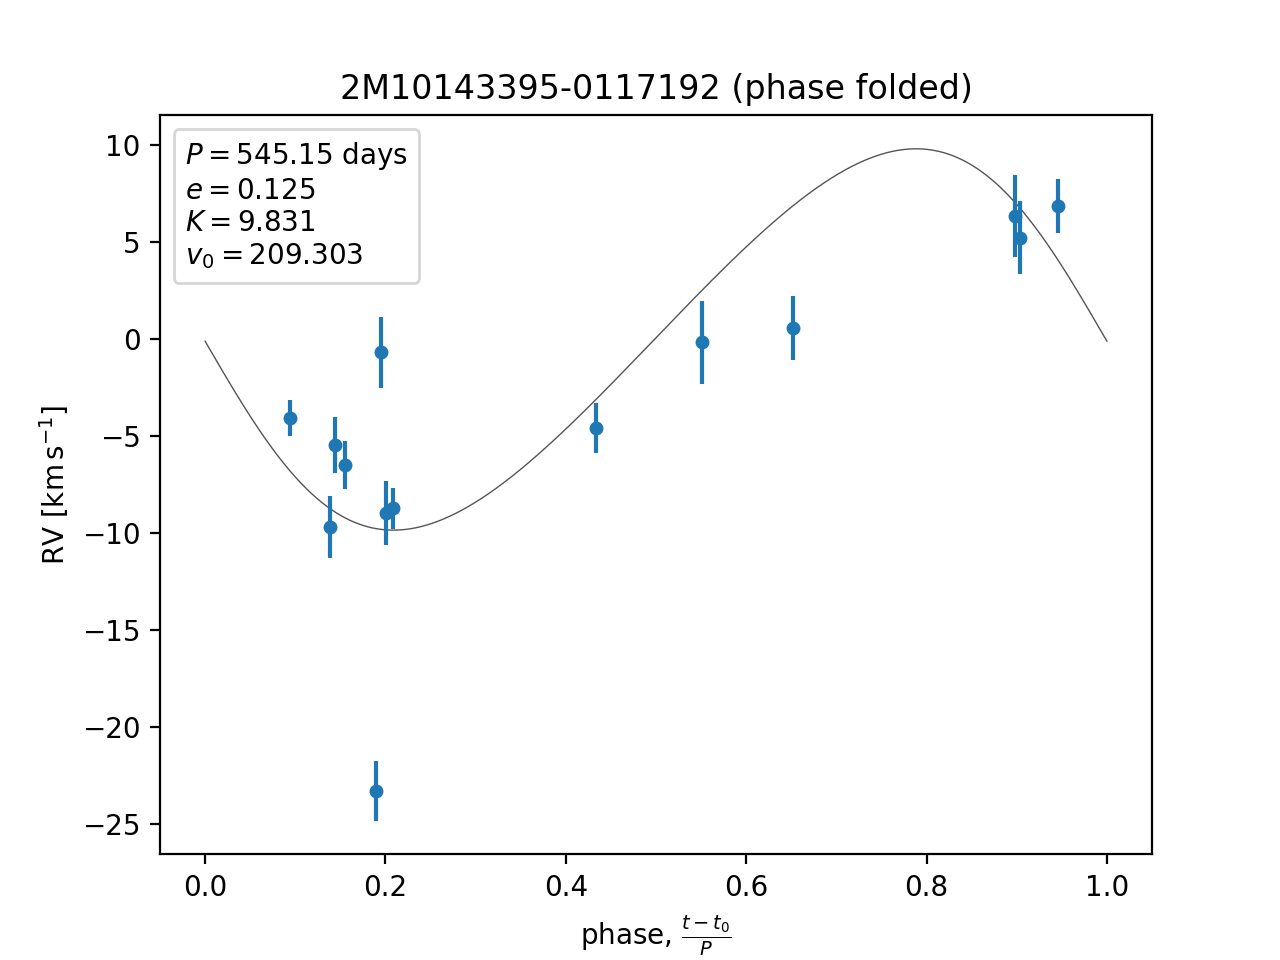 2M10143395-0117192 (phase folded)
P = 545.15 days
e = 0.125
K = 9.831
v₀ = 209.303
10
5
0
−5
−10
−15
−20
−25
RV [km s⁻¹]
0.0 0.2 0.4 0.6 0.8 1.0
phase, (t − t₀)/P